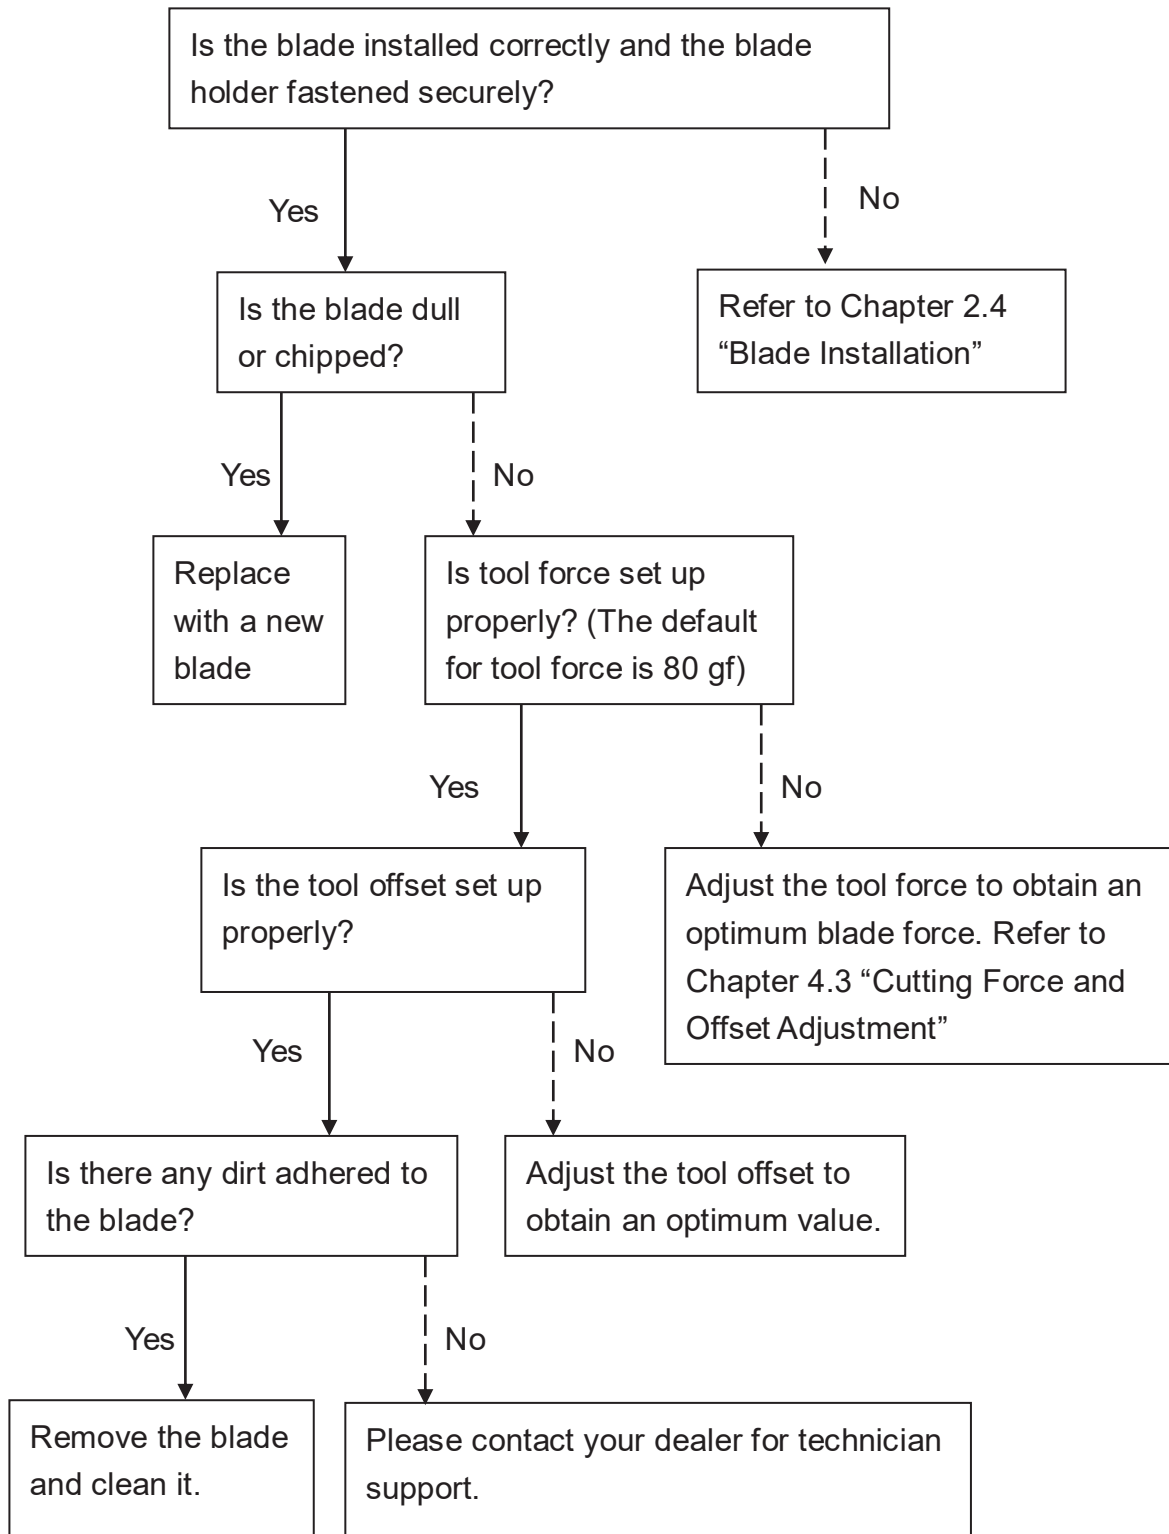 Is the blade installed correctly and the blade
holder fastened securely?
Yes
No
Is the blade dull
or chipped?
Refer to Chapter 2.4
“Blade Installation”
Yes
No
Replace
with a new
blade
Is tool force set up
properly? (The default
for tool force is 80 gf)
Yes
No
Is the tool offset set up
properly?
Adjust the tool force to obtain an
optimum blade force. Refer to
Chapter 4.3 “Cutting Force and
Offset Adjustment”
Yes
No
Is there any dirt adhered to
the blade?
Adjust the tool offset to
obtain an optimum value.
Yes
No
Remove the blade
and clean it.
Please contact your dealer for technician
support.